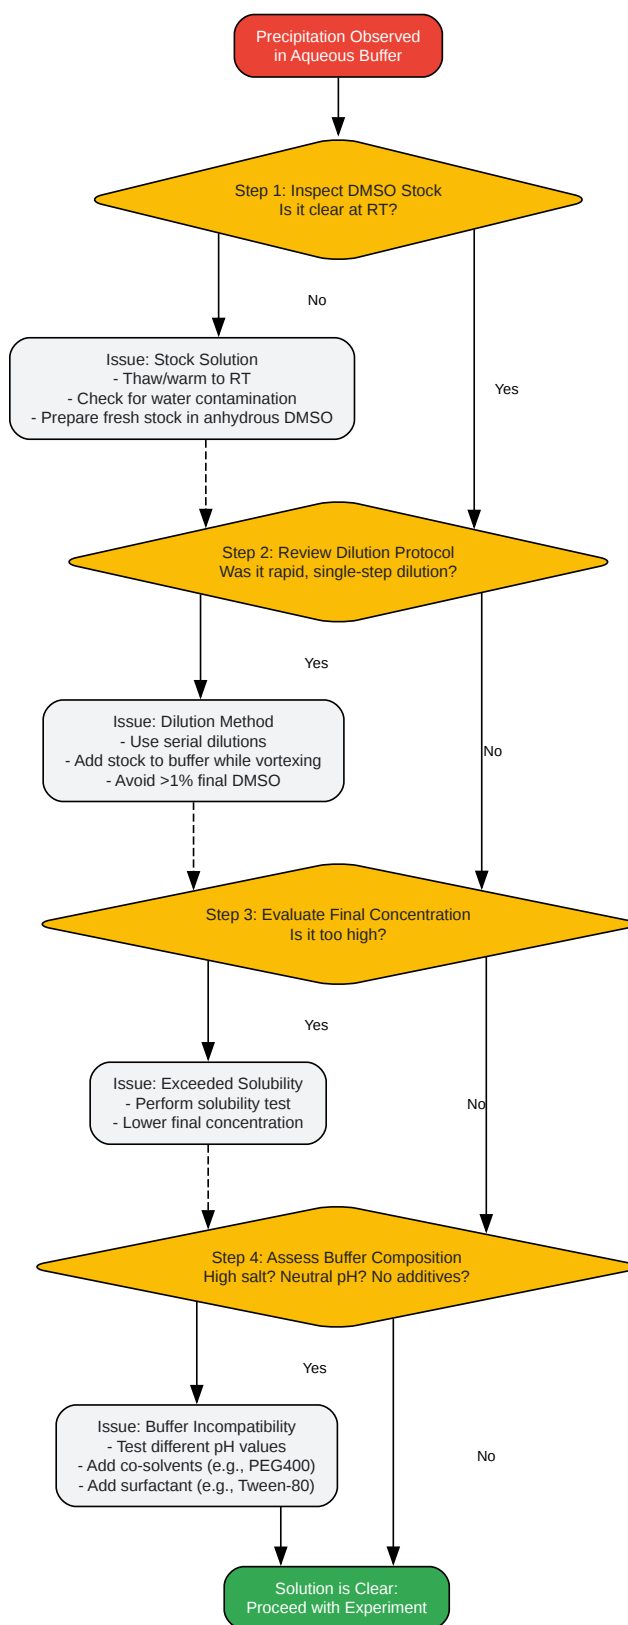 Precipitation Observed
in Aqueous Buffer
Step 1: Inspect DMSO Stock
Is it clear at RT?
No
Issue: Stock Solution
- Thaw/warm to RT
- Check for water contamination
- Prepare fresh stock in anhydrous DMSO
Yes
Step 2: Review Dilution Protocol
Was it rapid, single-step dilution?
Yes
Issue: Dilution Method
- Use serial dilutions
- Add stock to buffer while vortexing
- Avoid >1% final DMSO
No
Step 3: Evaluate Final Concentration
Is it too high?
Yes
Issue: Exceeded Solubility
- Perform solubility test
- Lower final concentration
No
Step 4: Assess Buffer Composition
High salt? Neutral pH? No additives?
Yes
Issue: Buffer Incompatibility
- Test different pH values
- Add co-solvents (e.g., PEG400)
- Add surfactant (e.g., Tween-80)
No
Solution is Clear:
Proceed with Experiment